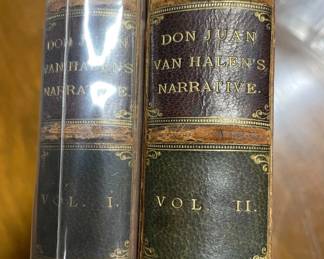 DON JUAN
VAN HALEN'S
NARRATIVE.
VOL. I.
DON JUAN
VAN HALEN'S
NARRATIVE.
VOL. II.